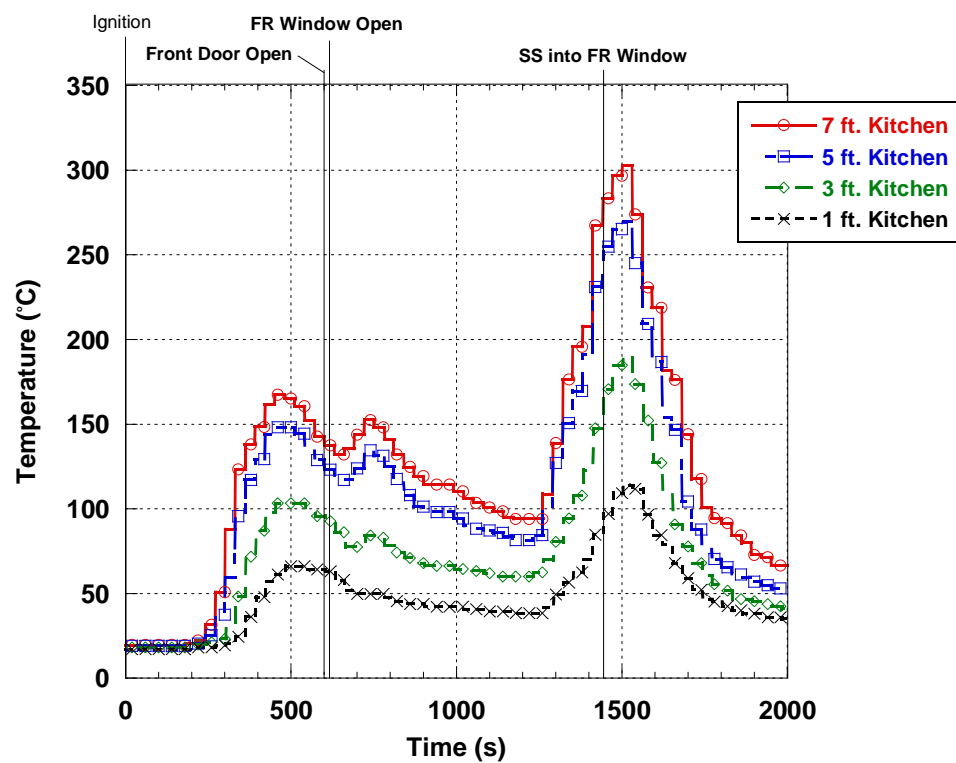 Ignition
FR Window Open
Front Door Open
SS into FR Window
350
300
250
200
150
100
50
0
Temperature (°C)
7 ft. Kitchen
5 ft. Kitchen
3 ft. Kitchen
1 ft. Kitchen
0 500 1000 1500 2000
Time (s)